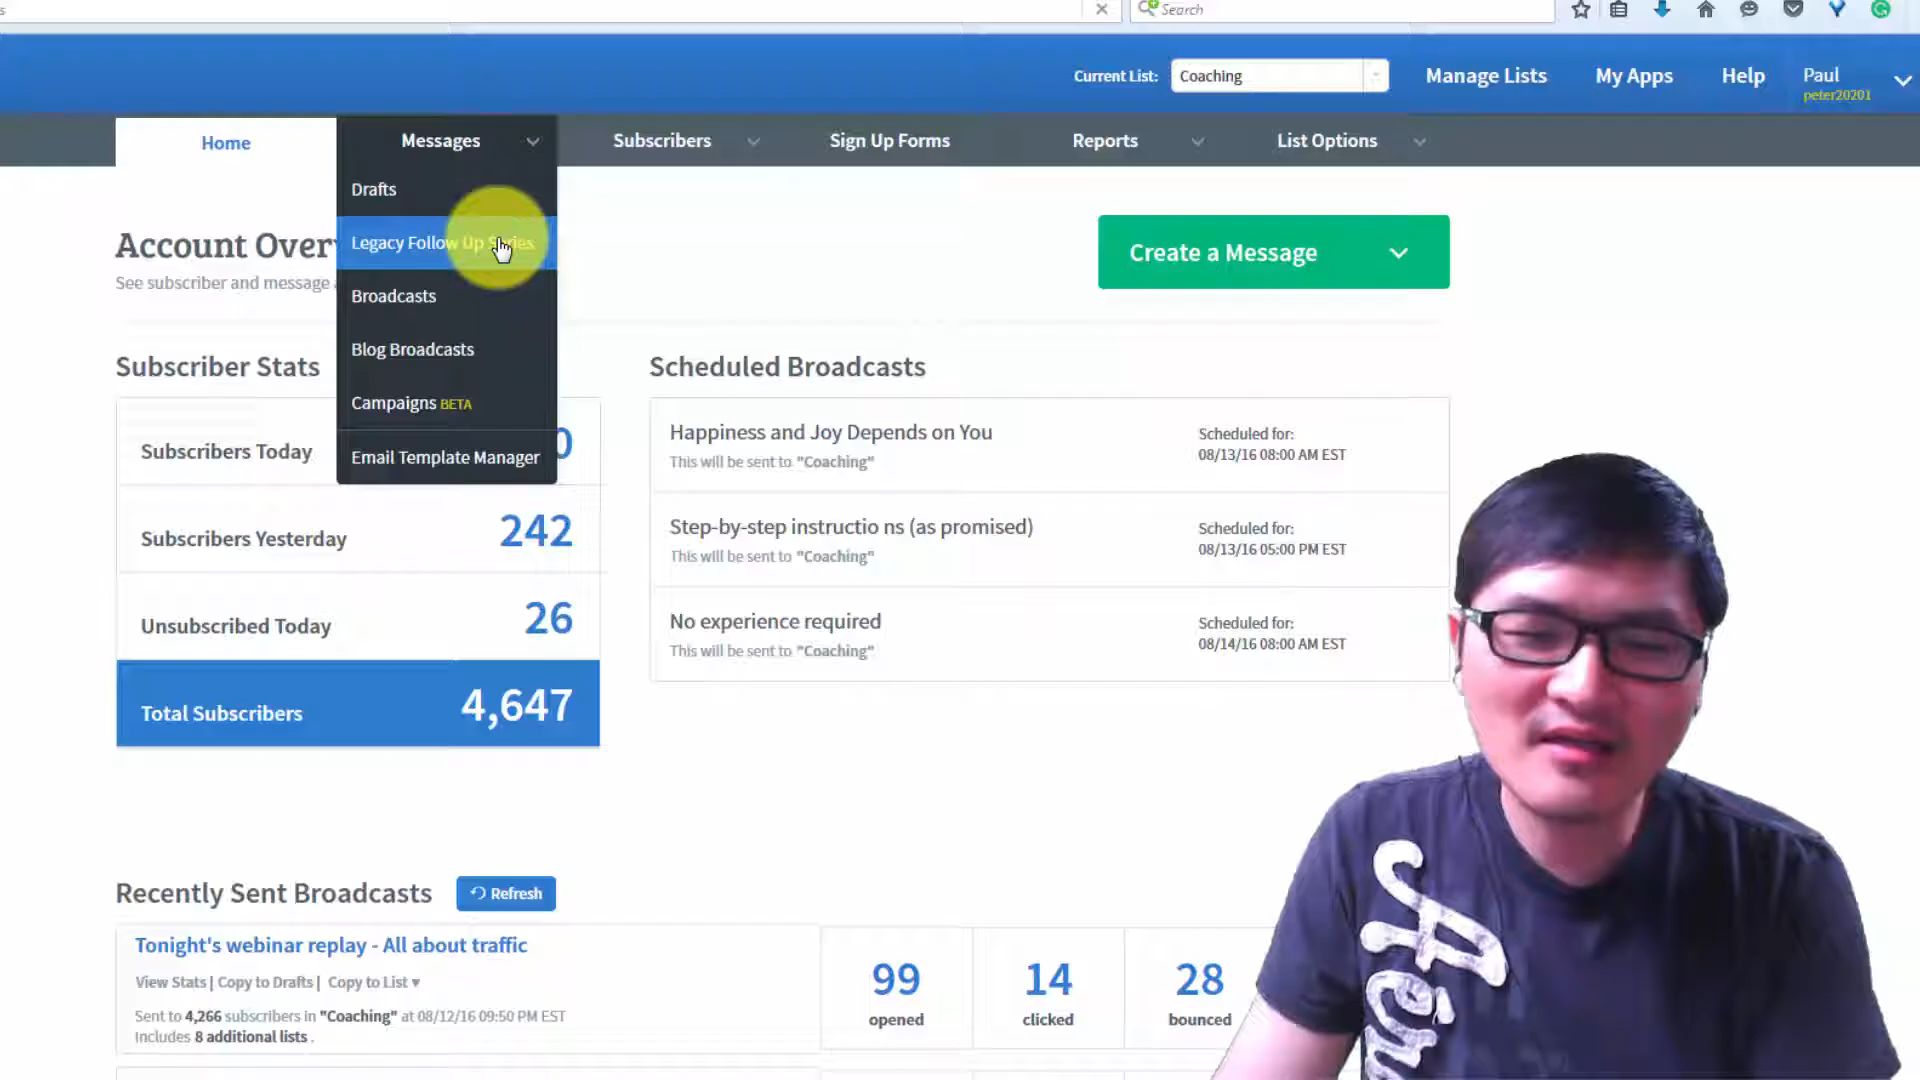 s
Search
Current List: Coaching
Manage Lists
My Apps
Help
Paul
peter20201
Home
Messages
Subscribers
Sign Up Forms
Reports
List Options
Drafts
Legacy Follow Up Series
Broadcasts
Blog Broadcasts
Campaigns BETA
Email Template Manager
Account Over
See subscriber and message
Create a Message
Subscriber Stats
Subscribers Today 0
Subscribers Yesterday 242
Unsubscribed Today 26
Total Subscribers 4,647
Scheduled Broadcasts
Happiness and Joy Depends on You
This will be sent to "Coaching"
Scheduled for:
08/13/16 08:00 AM EST
Step-by-step instructio ns (as promised)
This will be sent to "Coaching"
Scheduled for:
08/13/16 05:00 PM EST
No experience required
This will be sent to "Coaching"
Scheduled for:
08/14/16 08:00 AM EST
Recently Sent Broadcasts
Refresh
Tonight's webinar replay - All about traffic
View Stats | Copy to Drafts | Copy to List ▾
Sent to 4,266 subscribers in "Coaching" at 08/12/16 09:50 PM EST
Includes 8 additional lists .
99
opened
14
clicked
28
bounced